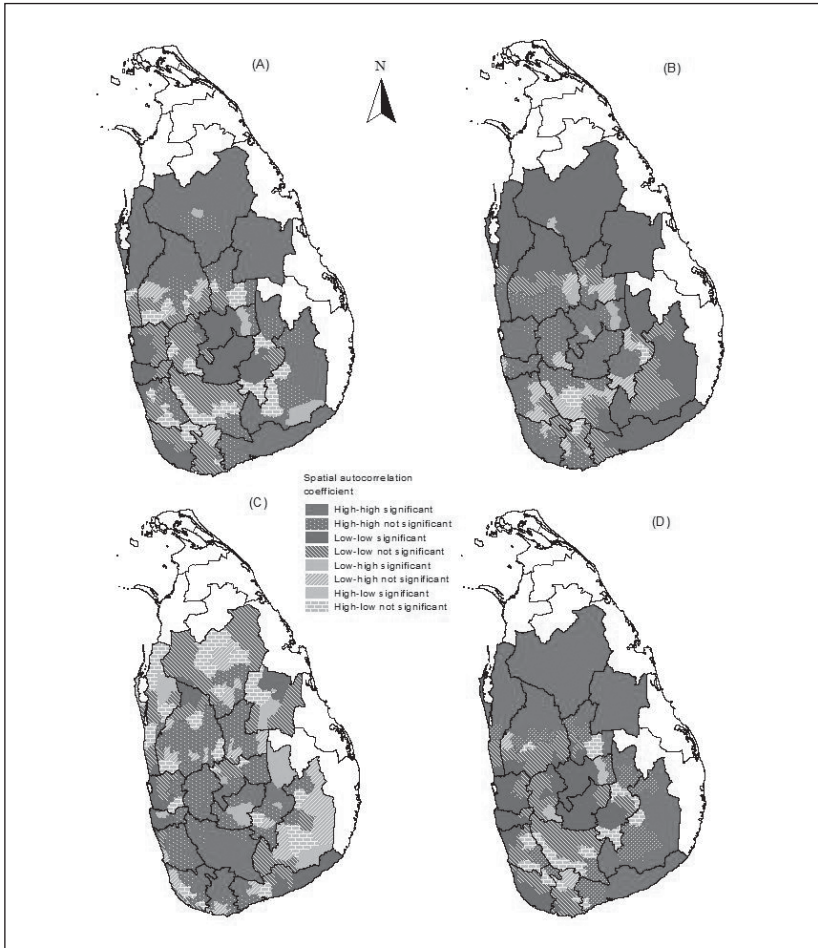 (A)
N
(B)
(C)
Spatial autocorrelation
coefficient
High-high significant
High-high not significant
Low-low significant
Low-low not significant
Low-high significant
Low-high not significant
High-low significant
High-low not significant
(D)